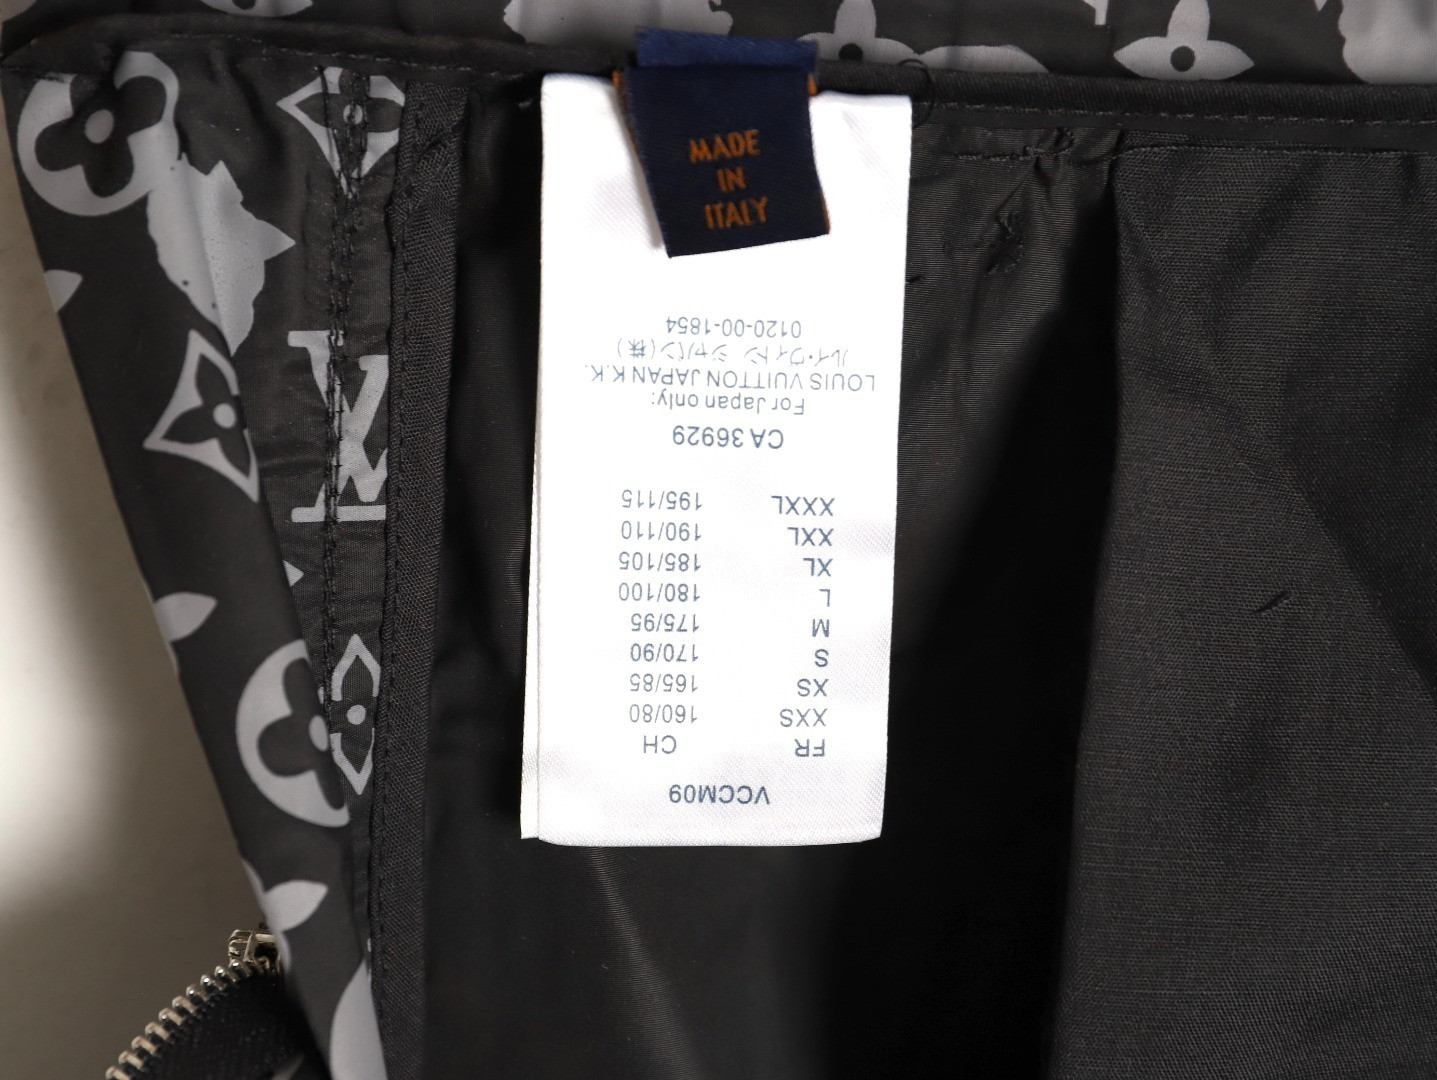 MADE
IN
ITALY
VCCM09
FR CH
XXS 160/80
XS 165/85
S 170/90
M 175/95
L 180/100
XL 185/105
XXL 190/110
XXXL 195/115
CA 36929
For Japan only:
LOUIS VUITTON JAPAN K.K.
ルイ・ヴィトン ジャパン(株)
0120-00-1854
LV